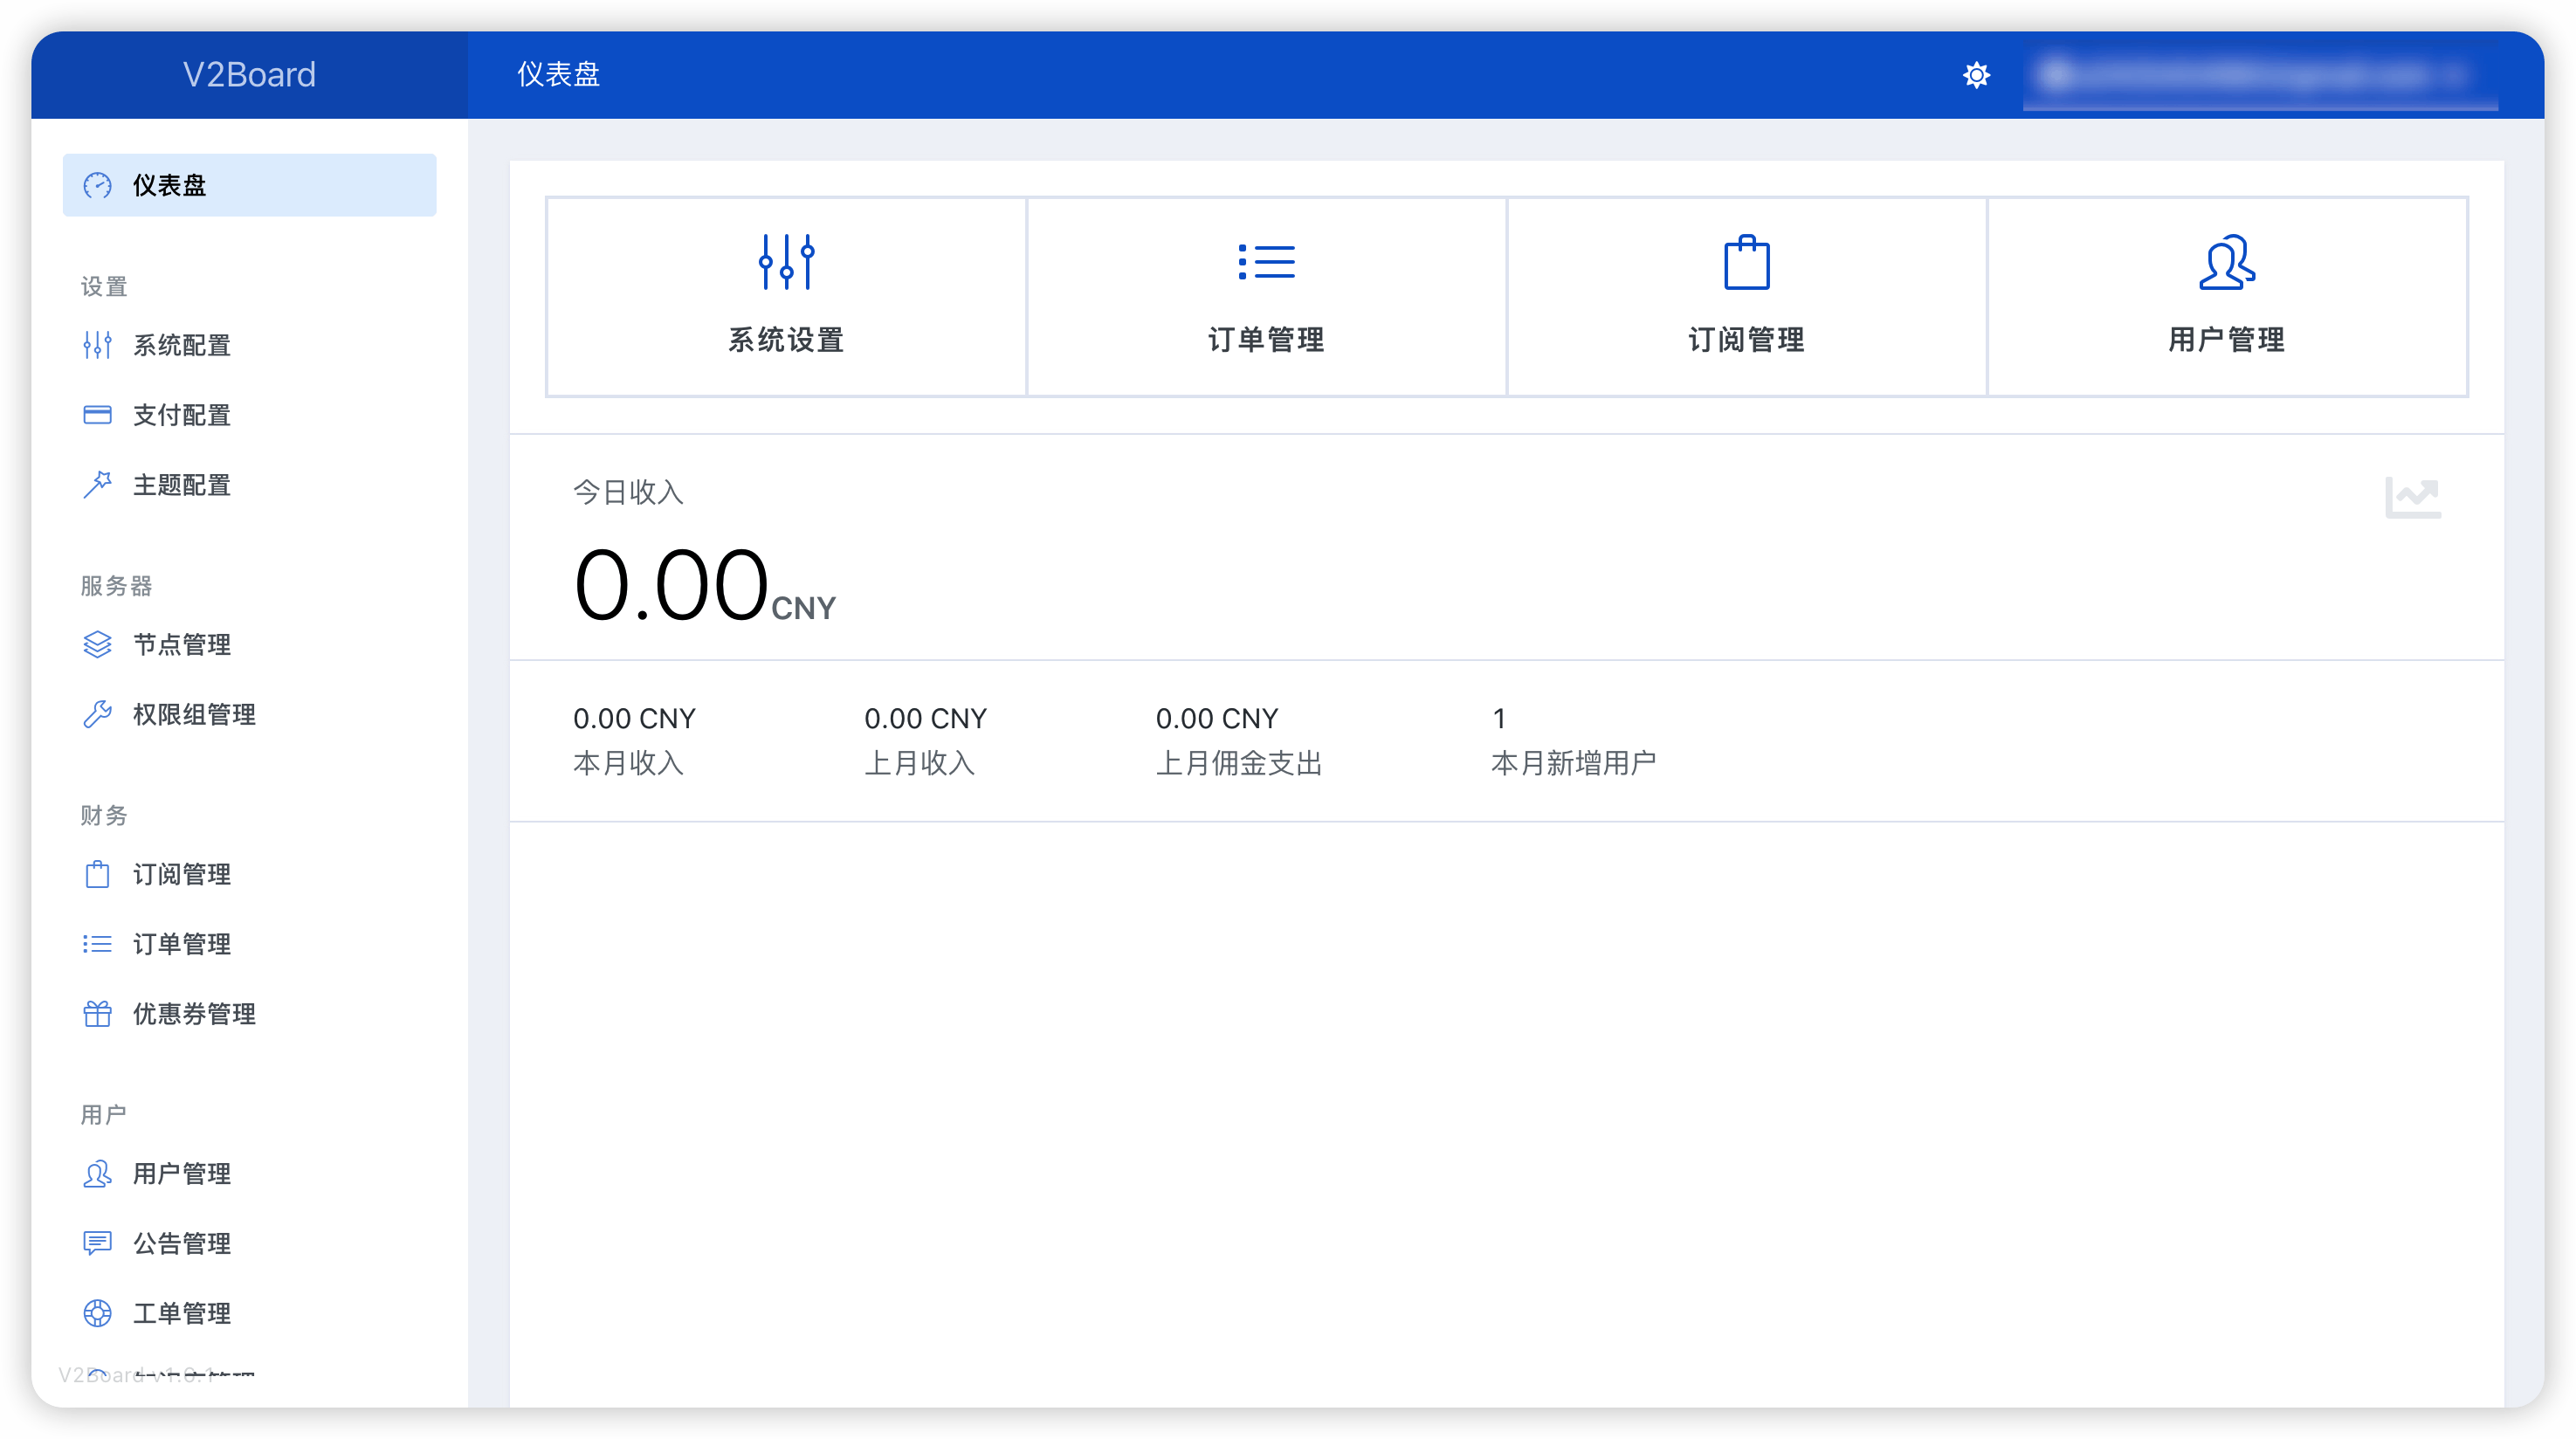 V2Board
仪表盘
仪表盘
设置
系统配置
支付配置
主题配置
服务器
节点管理
权限组管理
财务
订阅管理
订单管理
优惠券管理
用户
用户管理
公告管理
工单管理
系统设置
订单管理
订阅管理
用户管理
今日收入
0.00 CNY
0.00 CNY
本月收入
0.00 CNY
上月收入
0.00 CNY
上月佣金支出
1
本月新增用户
V2Board